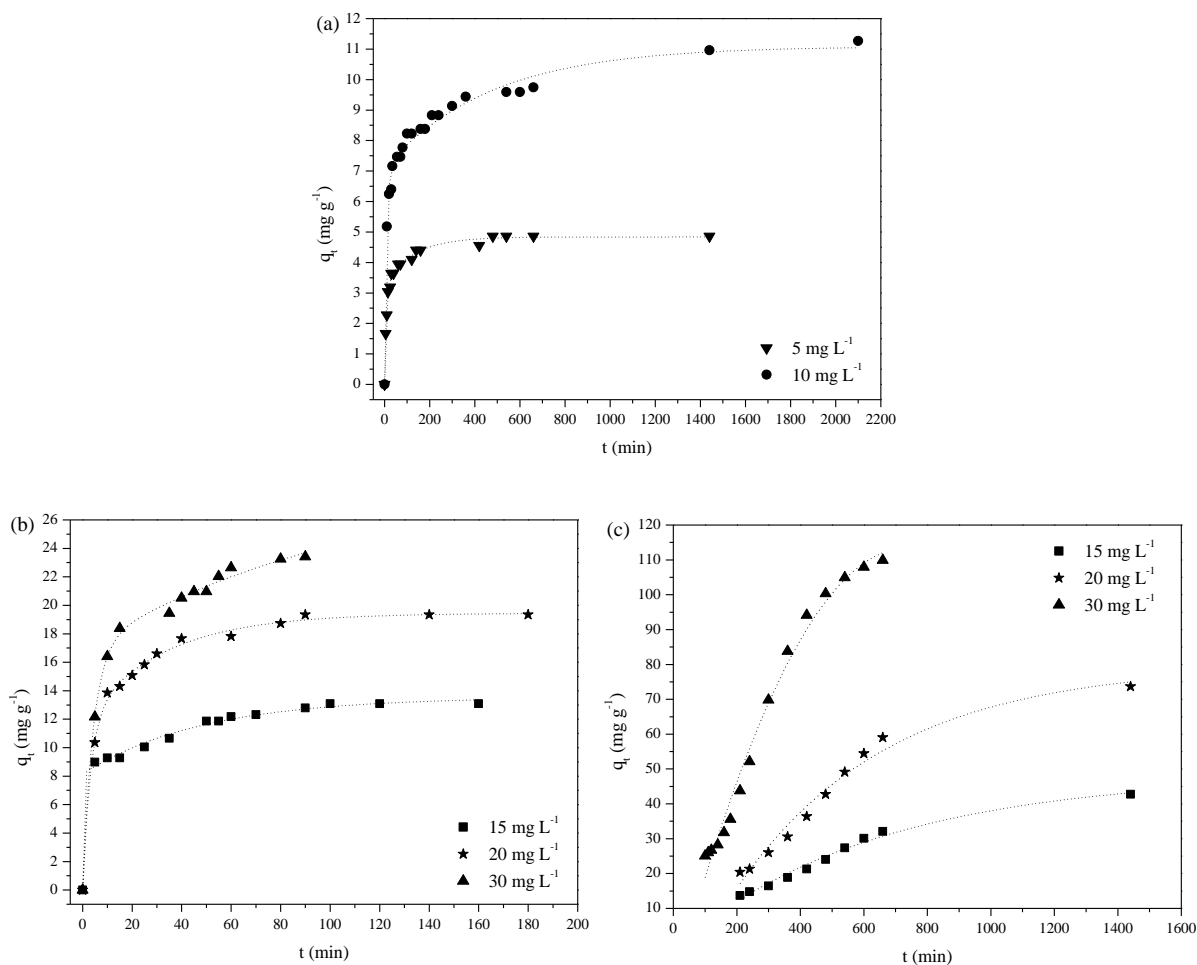 (a)
12
11
10
9
8
7
6
5
4
3
2
1
0
q_t (mg g^-1)
5 mg L^-1
10 mg L^-1
0 200 400 600 800 1000 1200 1400 1600 1800 2000 2200
t (min)
(b)
26
24
22
20
18
16
14
12
10
8
6
4
2
0
q_t (mg g^-1)
15 mg L^-1
20 mg L^-1
30 mg L^-1
0 20 40 60 80 100 120 140 160 180 200
t (min)
(c)
120
110
100
90
80
70
60
50
40
30
20
10
q_t (mg g^-1)
15 mg L^-1
20 mg L^-1
30 mg L^-1
0 200 400 600 800 1000 1200 1400 1600
t (min)